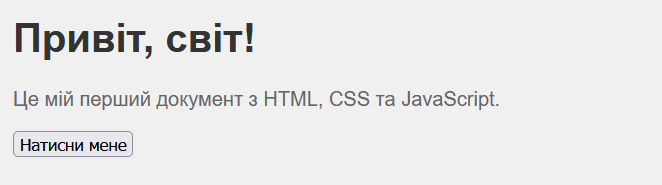 Привіт, світ!
Це мій перший документ з HTML, CSS та JavaScript.
Натисни мене